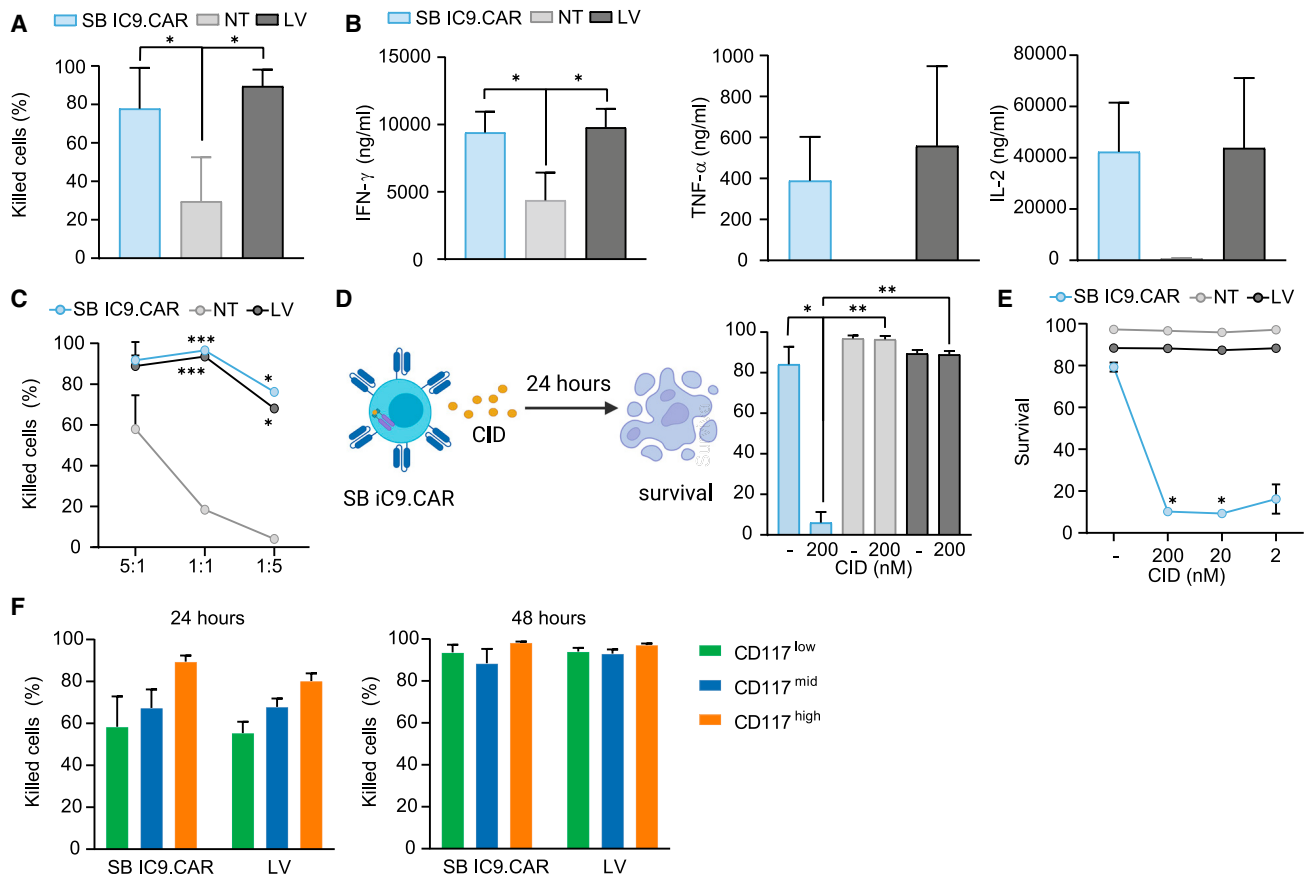 A
SB IC9.CAR NT LV
* *
Killed cells (%)
100
80
60
40
20
0
B
SB IC9.CAR NT LV
* *
IFN-γ (ng/ml)
15000
10000
5000
0
TNF-α (ng/ml)
1000
800
600
400
200
0
IL-2 (ng/ml)
80000
60000
40000
20000
0
C
SB IC9.CAR NT LV
Killed cells (%)
100
80
60
40
20
0
***
***
*
*
5:1 1:1 1:5
D
24 hours
CID
SB iC9.CAR
survival
Survival
100
80
60
40
20
0
* **
**
- 200 - 200 - 200
CID (nM)
E
SB IC9.CAR NT LV
Survival
100
80
60
40
20
0
* *
- 200 20 2
CID (nM)
F
24 hours
Killed cells (%)
100
80
60
40
20
0
SB IC9.CAR LV
48 hours
Killed cells (%)
100
80
60
40
20
0
SB IC9.CAR LV
CD117 low
CD117 mid
CD117 high